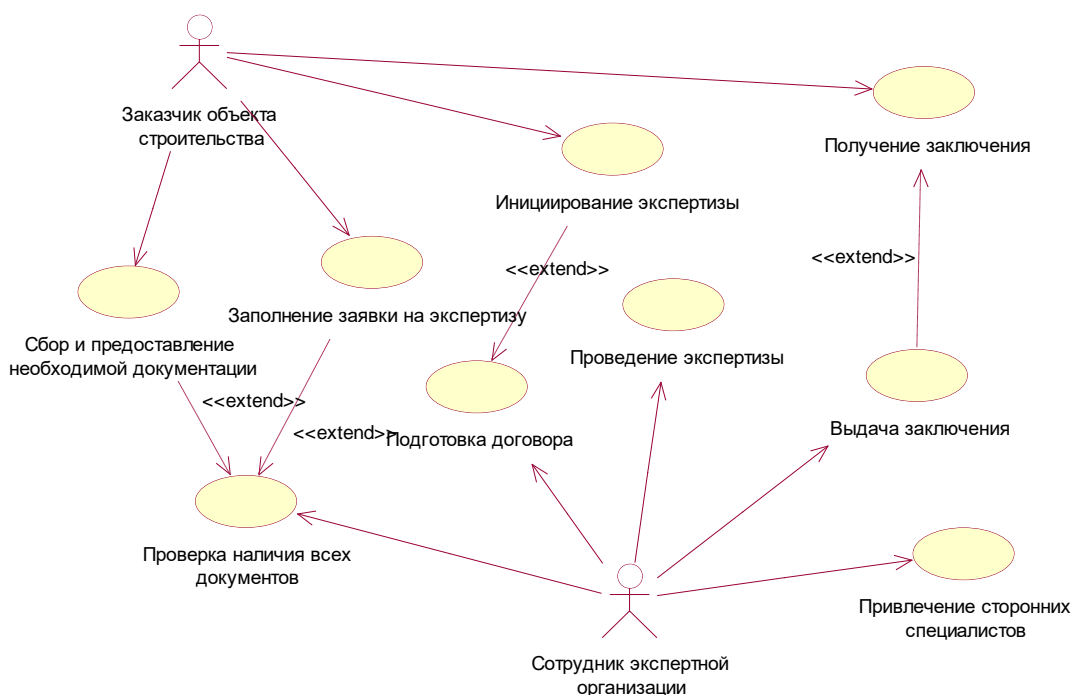 Заказчик объекта
строительства
Получение заключения
Инициирование экспертизы
<<extend>>
<<extend>>
Заполнение заявки на экспертизу
Сбор и предоставление
необходимой документации
Проведение экспертизы
<<extend>>
<<extend>>
Подготовка договора
Выдача заключения
Проверка наличия всех
документов
Привлечение сторонних
специалистов
Сотрудник экспертной
организации